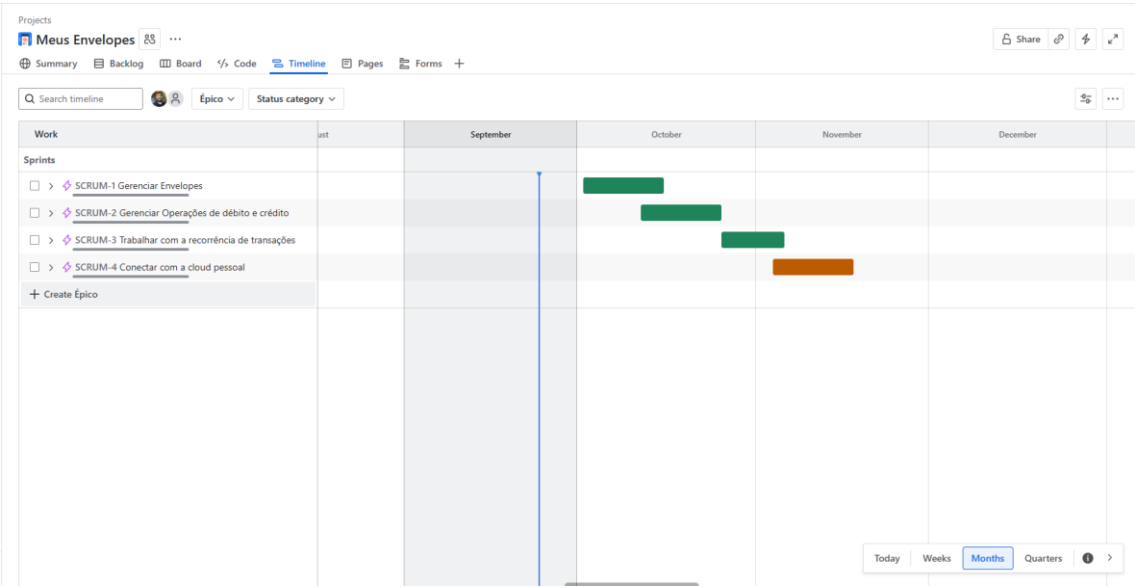 Projects
Meus Envelopes
Share
Summary Backlog Board Code Timeline Pages Forms
Search timeline Épico Status category
Work ust September October November December
Sprints
SCRUM-1 Gerenciar Envelopes
SCRUM-2 Gerenciar Operações de débito e crédito
SCRUM-3 Trabalhar com a recorrência de transações
SCRUM-4 Conectar com a cloud pessoal
+ Create Épico
Today Weeks Months Quarters